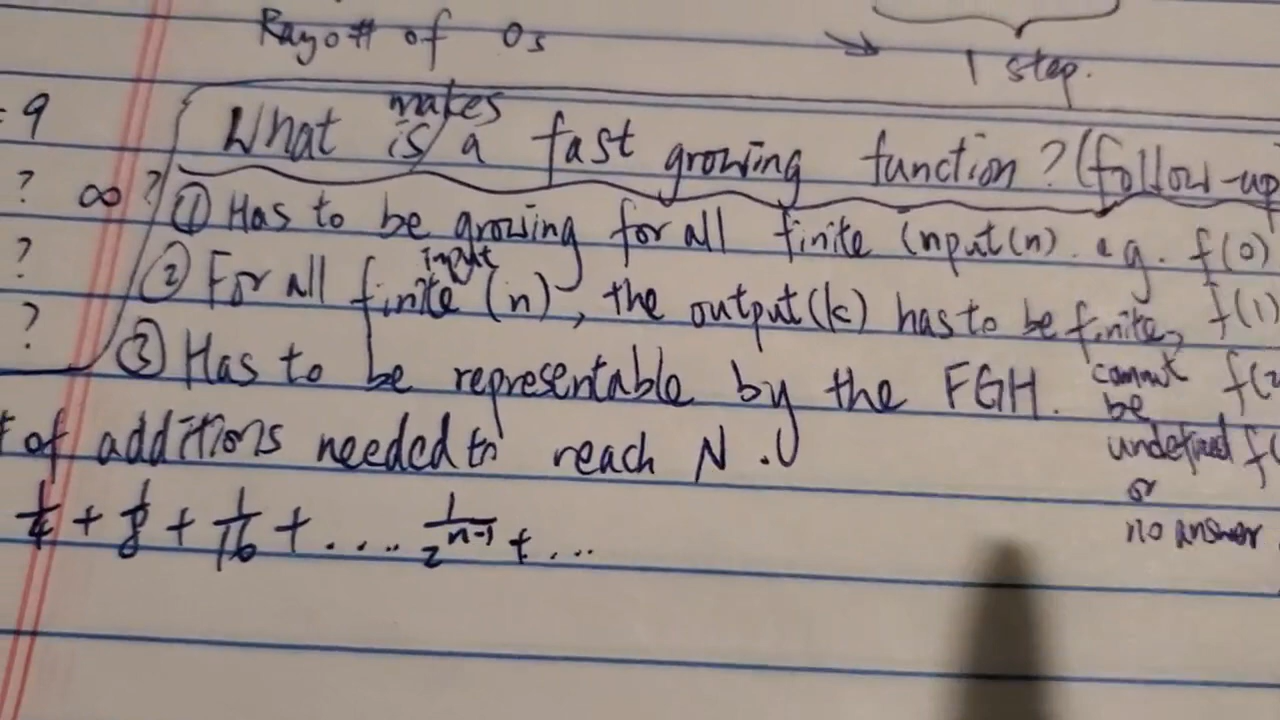 Rayo# of 0s
1 step.
= 9
What is makes a fast growing function? (follow-up
? ∞?
① Has to be growing for all finite input(n). e.g. f(0)
?
② For all finite input (n), the output(k) has to be finite, f(1)
?
③ Has to be representable by the FGH. cannot be undefined or no answer.
# of additions needed to reach N.
1/4 + 1/8 + 1/16 + .... 1/2^n-1 + ...